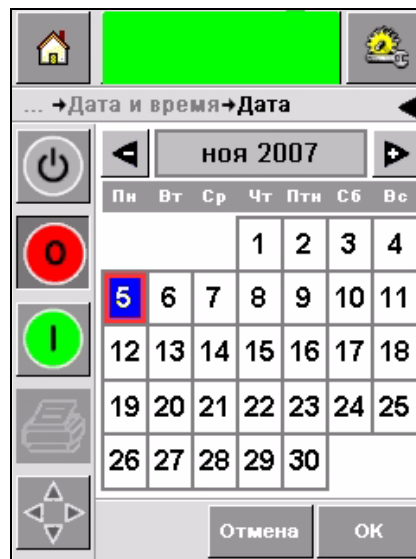 ... →Дата и время→Дата
ноя 2007
Пн Вт Ср Чт Птн Сб Вс
1 2 3 4
5 6 7 8 9 10 11
12 13 14 15 16 17 18
19 20 21 22 23 24 25
26 27 28 29 30
0
I
Отмена OK